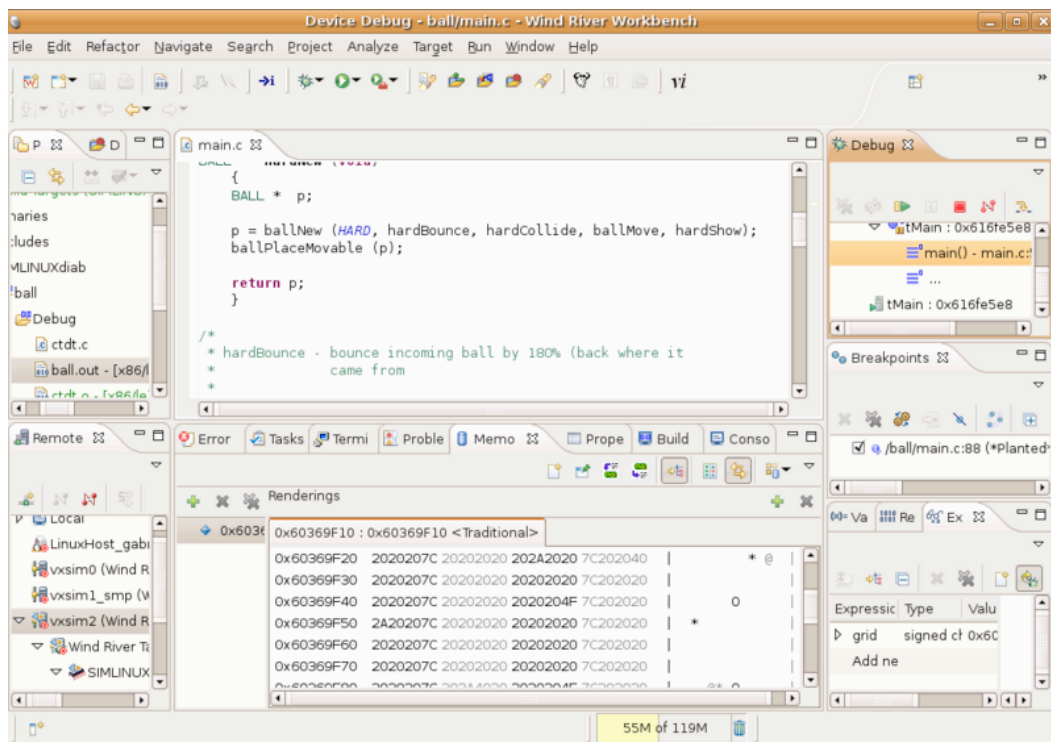 Device Debug - ball/main.c - Wind River Workbench
File Edit Refactor Navigate Search Project Analyze Target Run Window Help
vi
P D
naries
:ludes
MLINUXdiab
ball
Debug
ctdt.c
ball.out - [x86/l
main.c
{
BALL * p;
p = ballNew (HARD, hardBounce, hardCollide, ballMove, hardShow);
ballPlaceMovable (p);
return p;
}
/*
* hardBounce - bounce incoming ball by 180% (back where it
* came from
*
Debug
tMain : 0x616fe5e8
main() - main.c:
...
tMain : 0x616fe5e8
Breakpoints
/ball/main.c:88 (*Planted*
Remote
Local
LinuxHost_gabi
vxsim0 (Wind R
vxsim1_smp (W
vxsim2 (Wind R
Wind River Ta
SIMLINUX
Error Tasks Termi Proble Memo Prope Build Conso
Renderings
0x6036
0x60369F10 : 0x60369F10 <Traditional>
0x60369F20 2020207C 20202020 202A2020 7C202040 | * @ |
0x60369F30 2020207C 20202020 20202020 7C202020 | |
0x60369F40 2020207C 20202020 2020204F 7C202020 | O |
0x60369F50 2A20207C 20202020 20202020 7C202020 | * |
0x60369F60 2020207C 20202020 20202020 7C202020 | |
0x60369F70 2020207C 20202020 20202020 7C202020 | |
Va Re Ex
Expressic Type Valu
grid signed ch 0x60
Add ne
55M of 119M